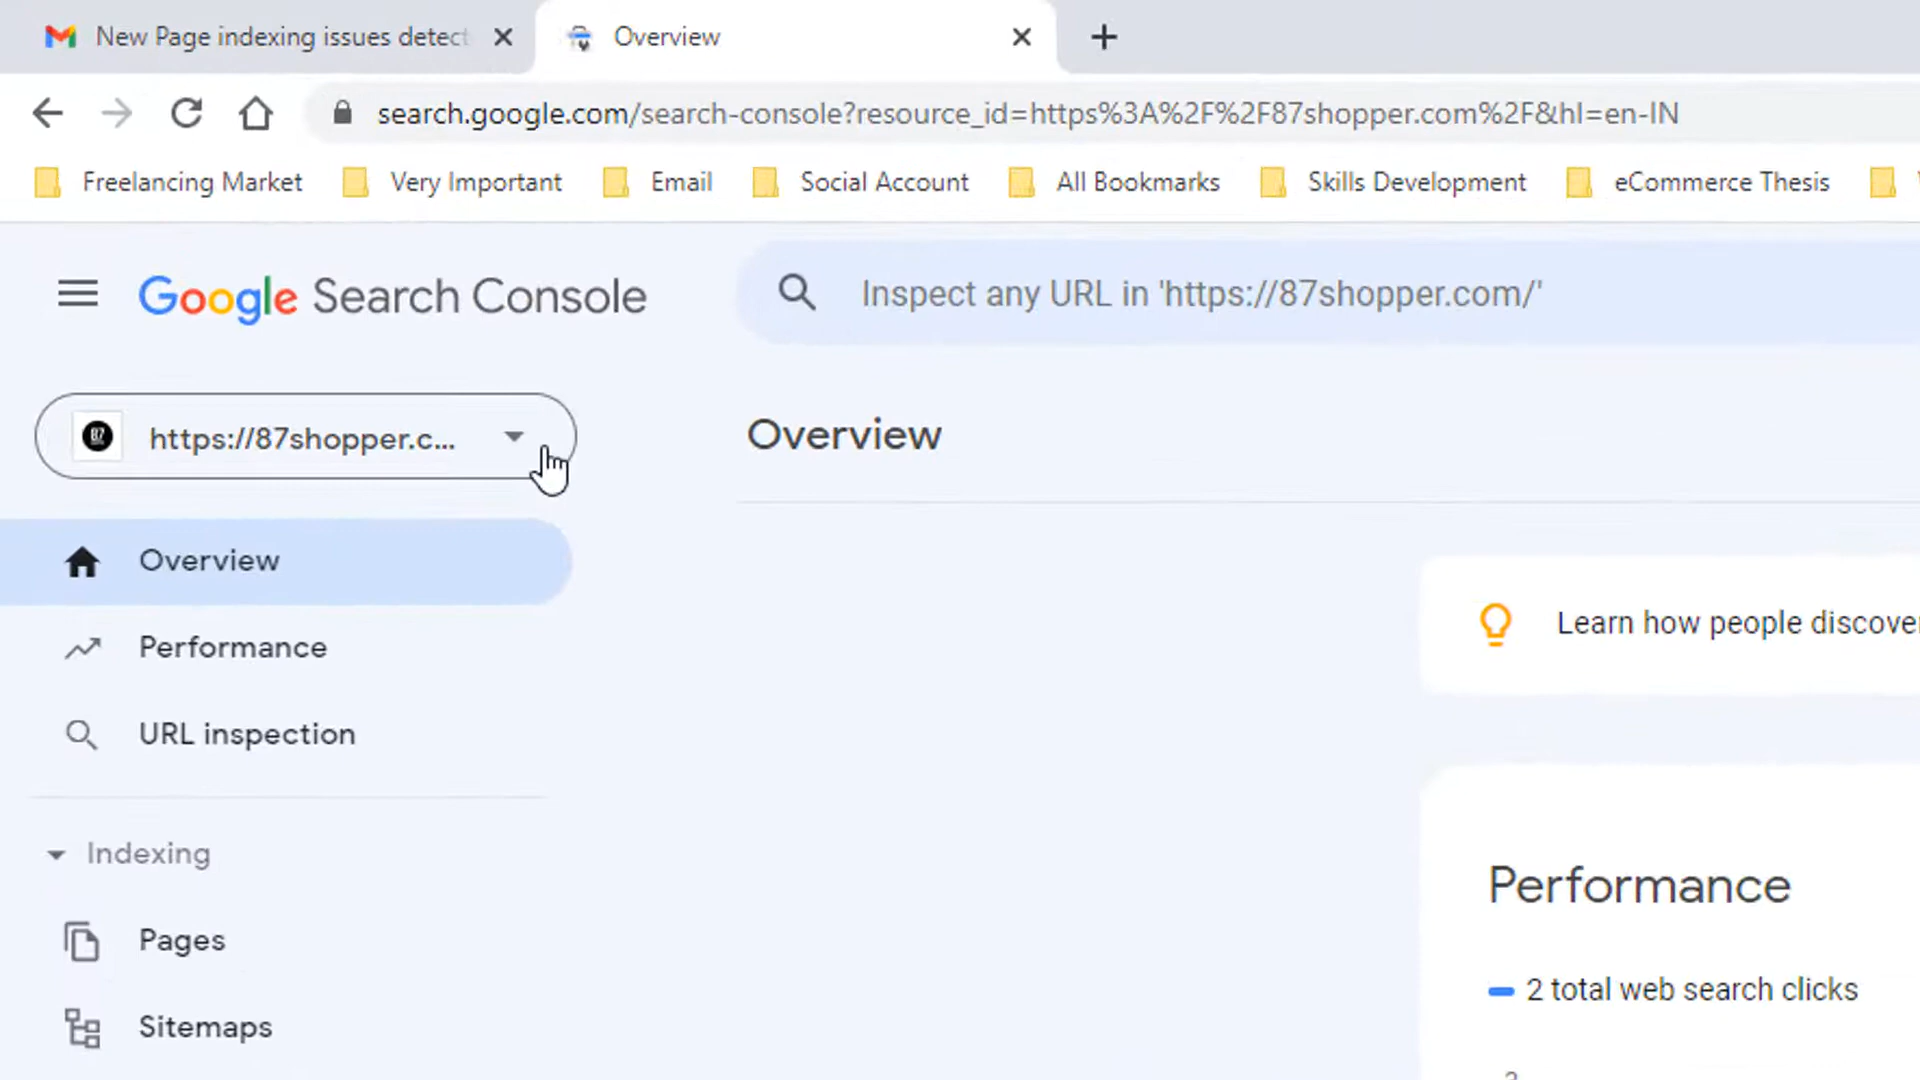 New Page indexing issues detect
Overview
search.google.com/search-console?resource_id=https%3A%2F%2F87shopper.com%2F&hl=en-IN
Freelancing Market
Very Important
Email
Social Account
All Bookmarks
Skills Development
eCommerce Thesis
Google Search Console
Inspect any URL in 'https://87shopper.com/'
87
https://87shopper.c...
Overview
Overview
Learn how people discover
Performance
URL inspection
Indexing
Performance
Pages
2 total web search clicks
Sitemaps